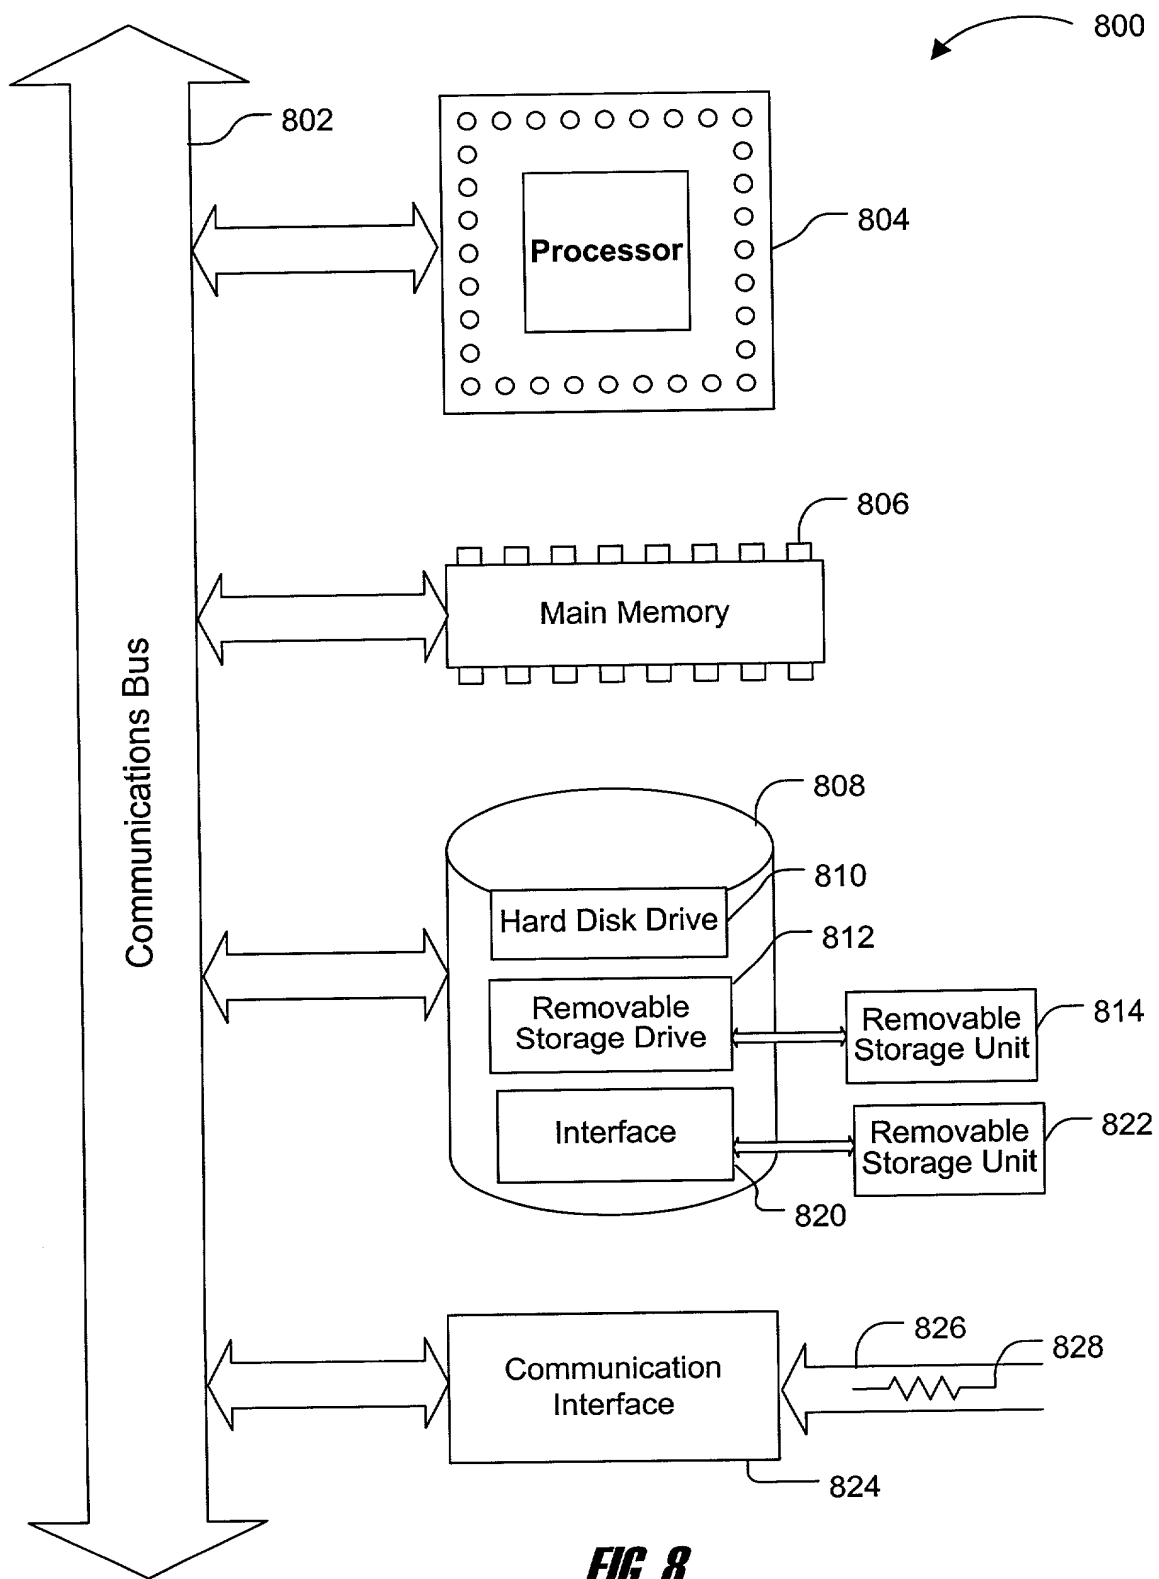 800
802
804
Processor
806
Main Memory
Communications Bus
808
810
Hard Disk Drive
812
Removable
Storage Drive
Removable
Storage Unit
814
Interface
Removable
Storage Unit
822
820
826
828
Communication
Interface
824
FIG 8